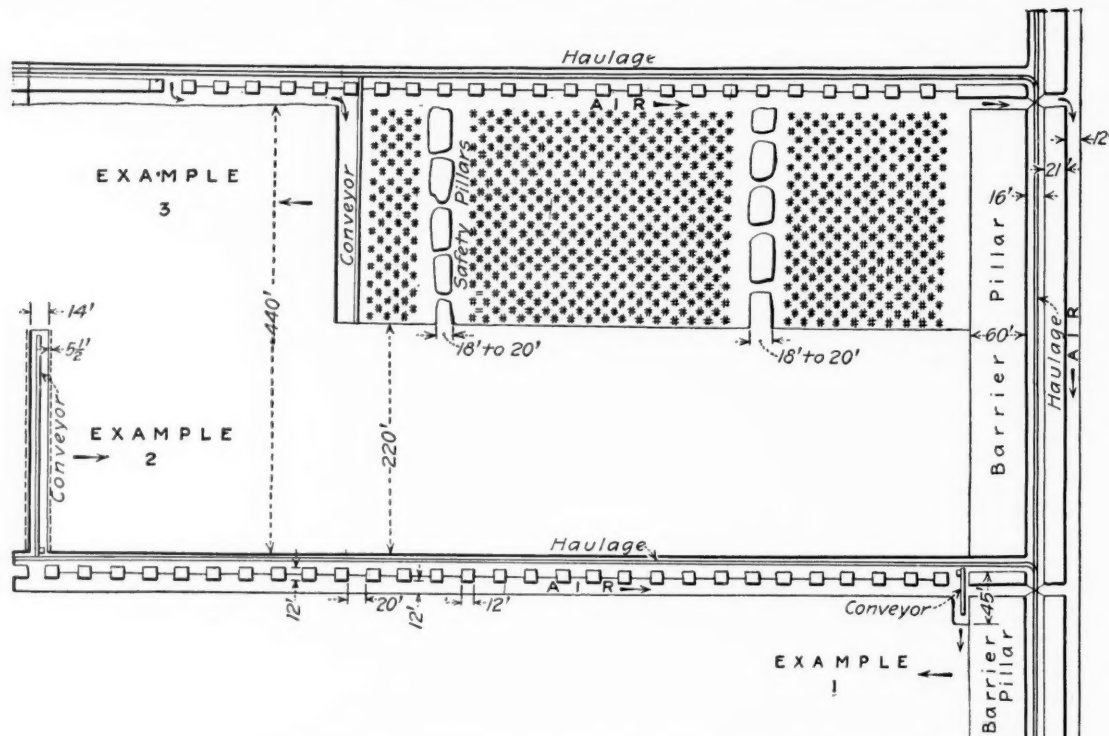 Haulage
AIR
EXAMPLE
3
Conveyor
Safety Pillars
440'
14'
5½'
Conveyor
EXAMPLE
2
220'
18' to 20'
18' to 20'
12'
21'
16'
Barrier Pillar
60'
Haulage
AIR
Haulage
AIR
12'
20'
12'
12'
Conveyor
45'
EXAMPLE
1
Barrier
Pillar